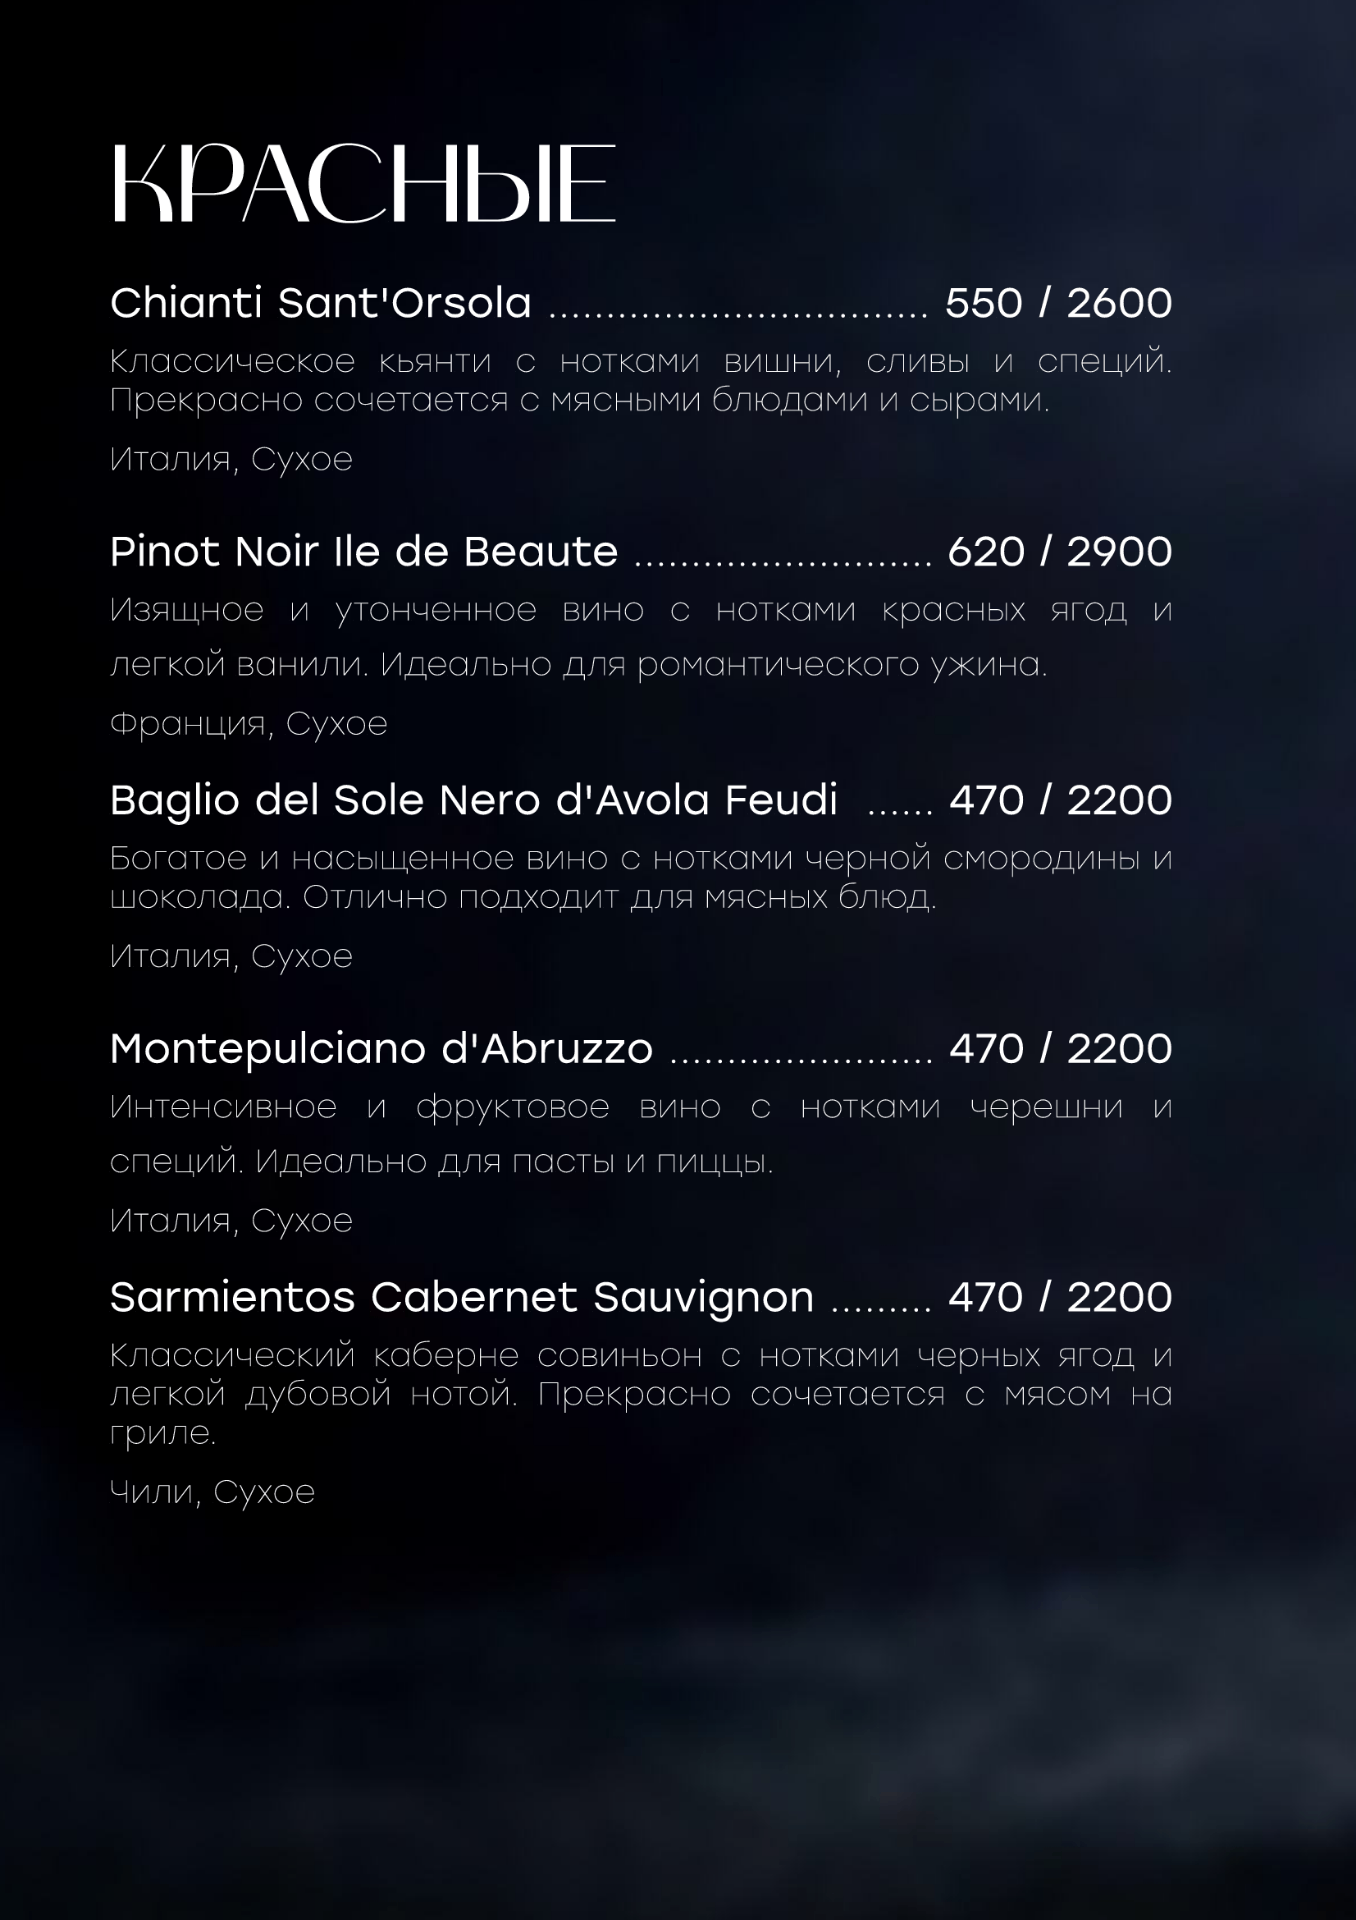 КРАСНЫЕ
Chianti Sant'Orsola ................................. 550 / 2600
Классическое кьянти с нотками вишни, сливы и специй.
Прекрасно сочетается с мясными блюдами и сырами.
Италия, Сухое
Pinot Noir Ile de Beaute .......................... 620 / 2900
Изящное и утонченное вино с нотками красных ягод и
легкой ванили. Идеально для романтического ужина.
Франция, Сухое
Baglio del Sole Nero d'Avola Feudi ...... 470 / 2200
Богатое и насыщенное вино с нотками черной смородины и
шоколада. Отлично подходит для мясных блюд.
Италия, Сухое
Montepulciano d'Abruzzo ....................... 470 / 2200
Интенсивное и фруктовое вино с нотками черешни и
специй. Идеально для пасты и пиццы.
Италия, Сухое
Sarmientos Cabernet Sauvignon ......... 470 / 2200
Классический каберне совиньон с нотками черных ягод и
легкой дубовой нотой. Прекрасно сочетается с мясом на
гриле.
Чили, Сухое